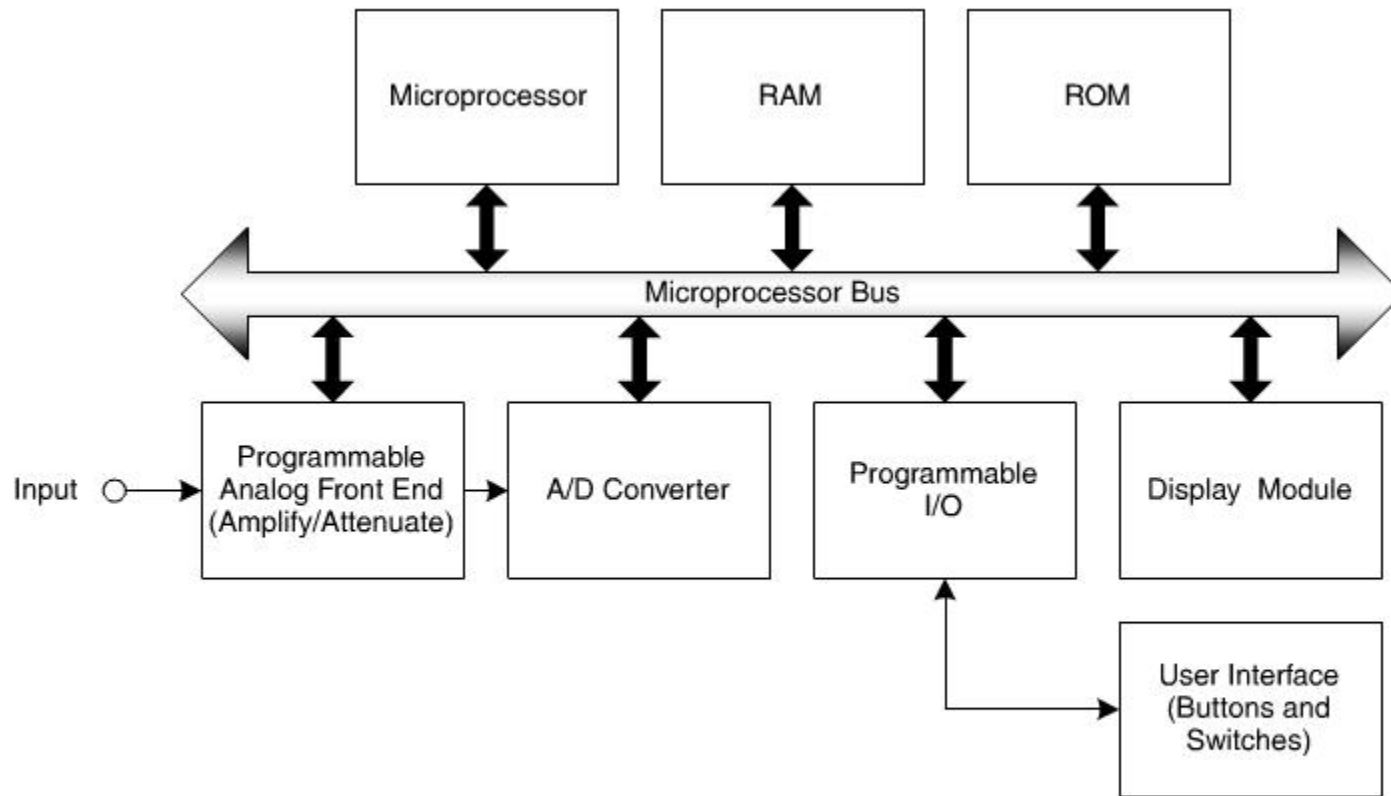 Microprocessor
RAM
ROM
Microprocessor Bus
Input
Programmable
Analog Front End
(Amplify/Attenuate)
A/D Converter
Programmable
I/O
Display Module
User Interface
(Buttons and
Switches)